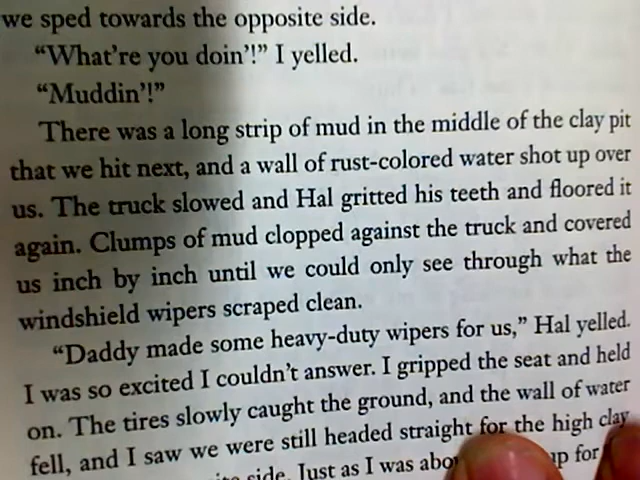 we sped towards the opposite side.
“What’re you doin’!” I yelled.
“Muddin’!”
There was a long strip of mud in the middle of the clay pit
that we hit next, and a wall of rust-colored water shot up over
us. The truck slowed and Hal gritted his teeth and floored it
again. Clumps of mud clopped against the truck and covered
us inch by inch until we could only see through what the
windshield wipers scraped clean.
“Daddy made some heavy-duty wipers for us,” Hal yelled.
I was so excited I couldn’t answer. I gripped the seat and held
on. The tires slowly caught the ground, and the wall of water
fell, and I saw we were still headed straight for the high clay
side. Just as I was up for